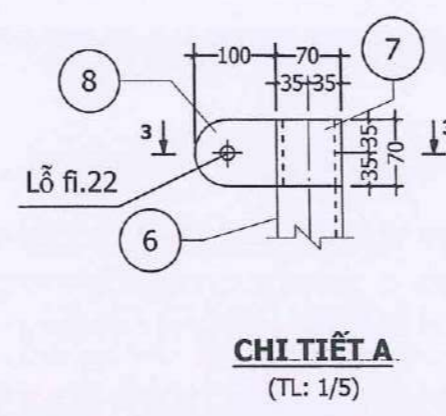 100 70 7
8 35 35
3 35 35 70 3
Lỗ fi.22
6
CHI TIẾT A
(TL: 1/5)